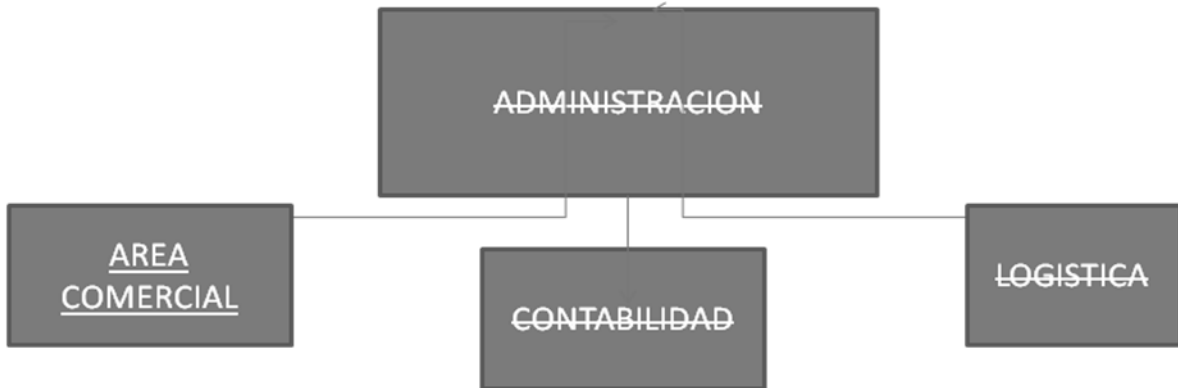 ADMINISTRACION
AREA
COMERCIAL
CONTABILIDAD
LOGISTICA